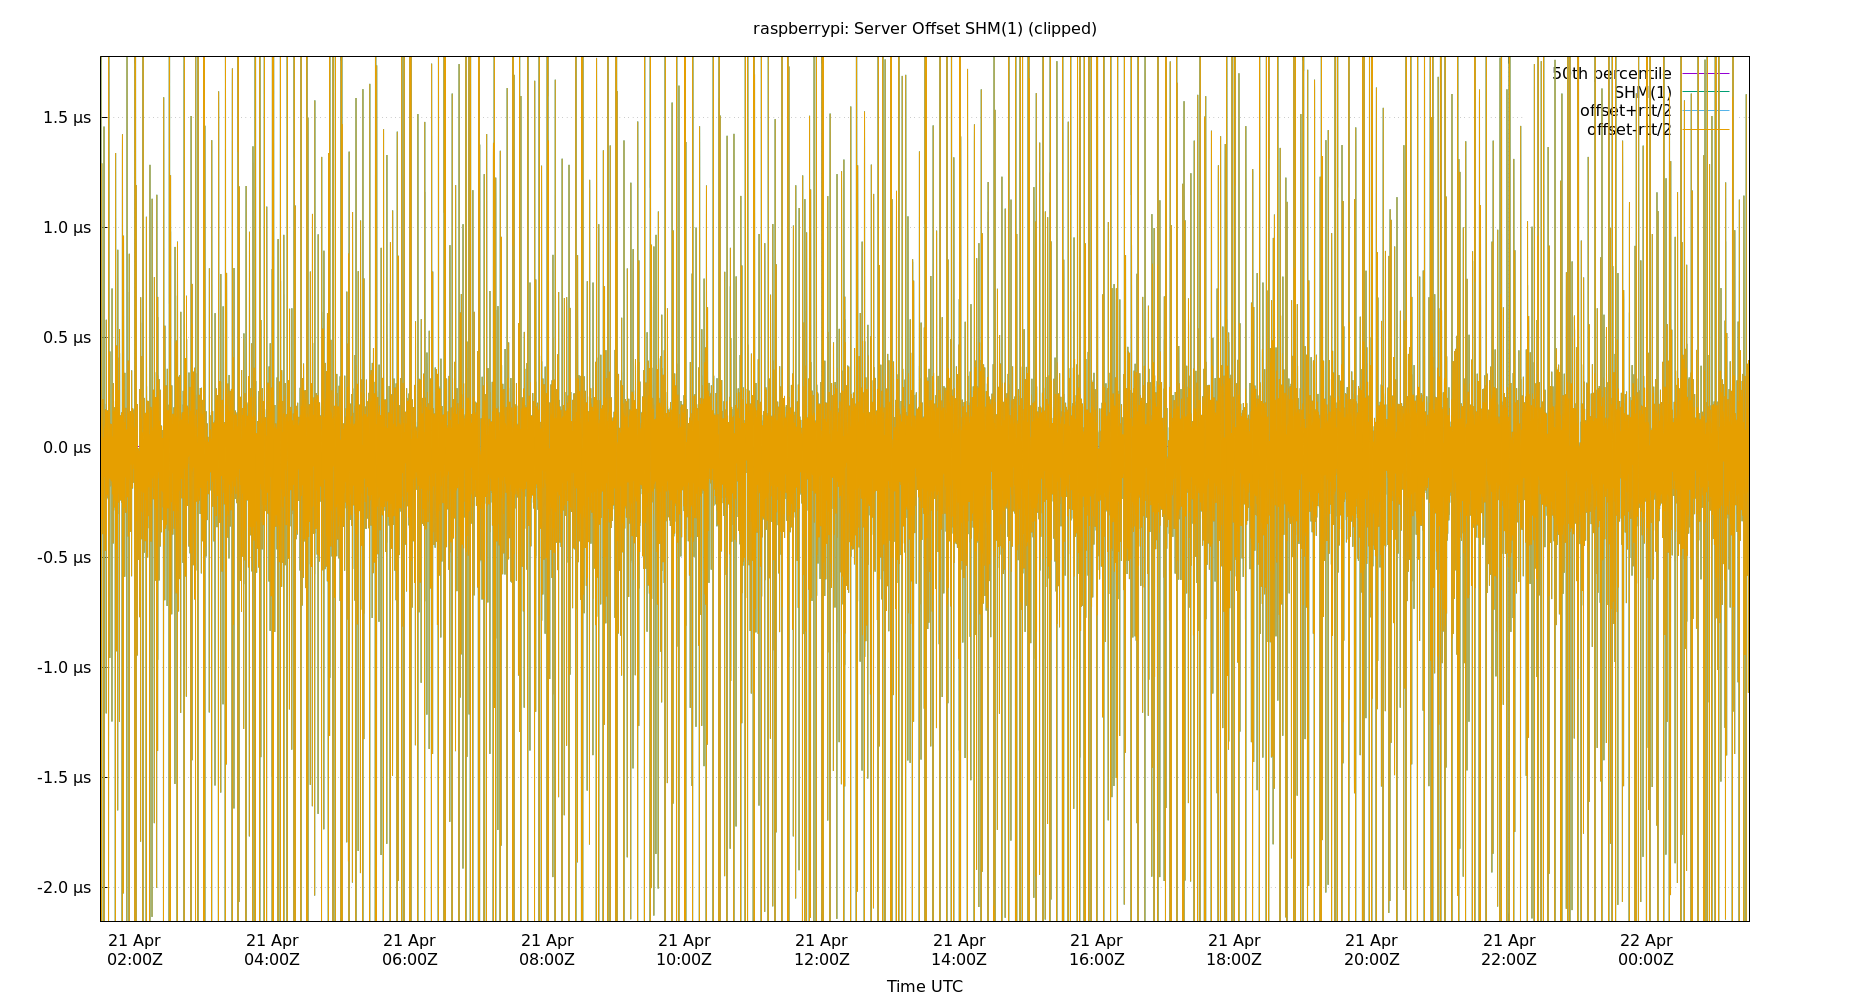 raspberrypi: Server Offset SHM(1) (clipped)
50th percentile
SHM(1)
offset+rtt/2
offset-rtt/2
1.5 µs
1.0 µs
0.5 µs
0.0 µs
-0.5 µs
-1.0 µs
-1.5 µs
-2.0 µs
21 Apr 21 Apr 21 Apr 21 Apr 21 Apr 21 Apr 21 Apr 21 Apr 21 Apr 21 Apr 21 Apr 22 Apr
02:00Z 04:00Z 06:00Z 08:00Z 10:00Z 12:00Z 14:00Z 16:00Z 18:00Z 20:00Z 22:00Z 00:00Z
Time UTC